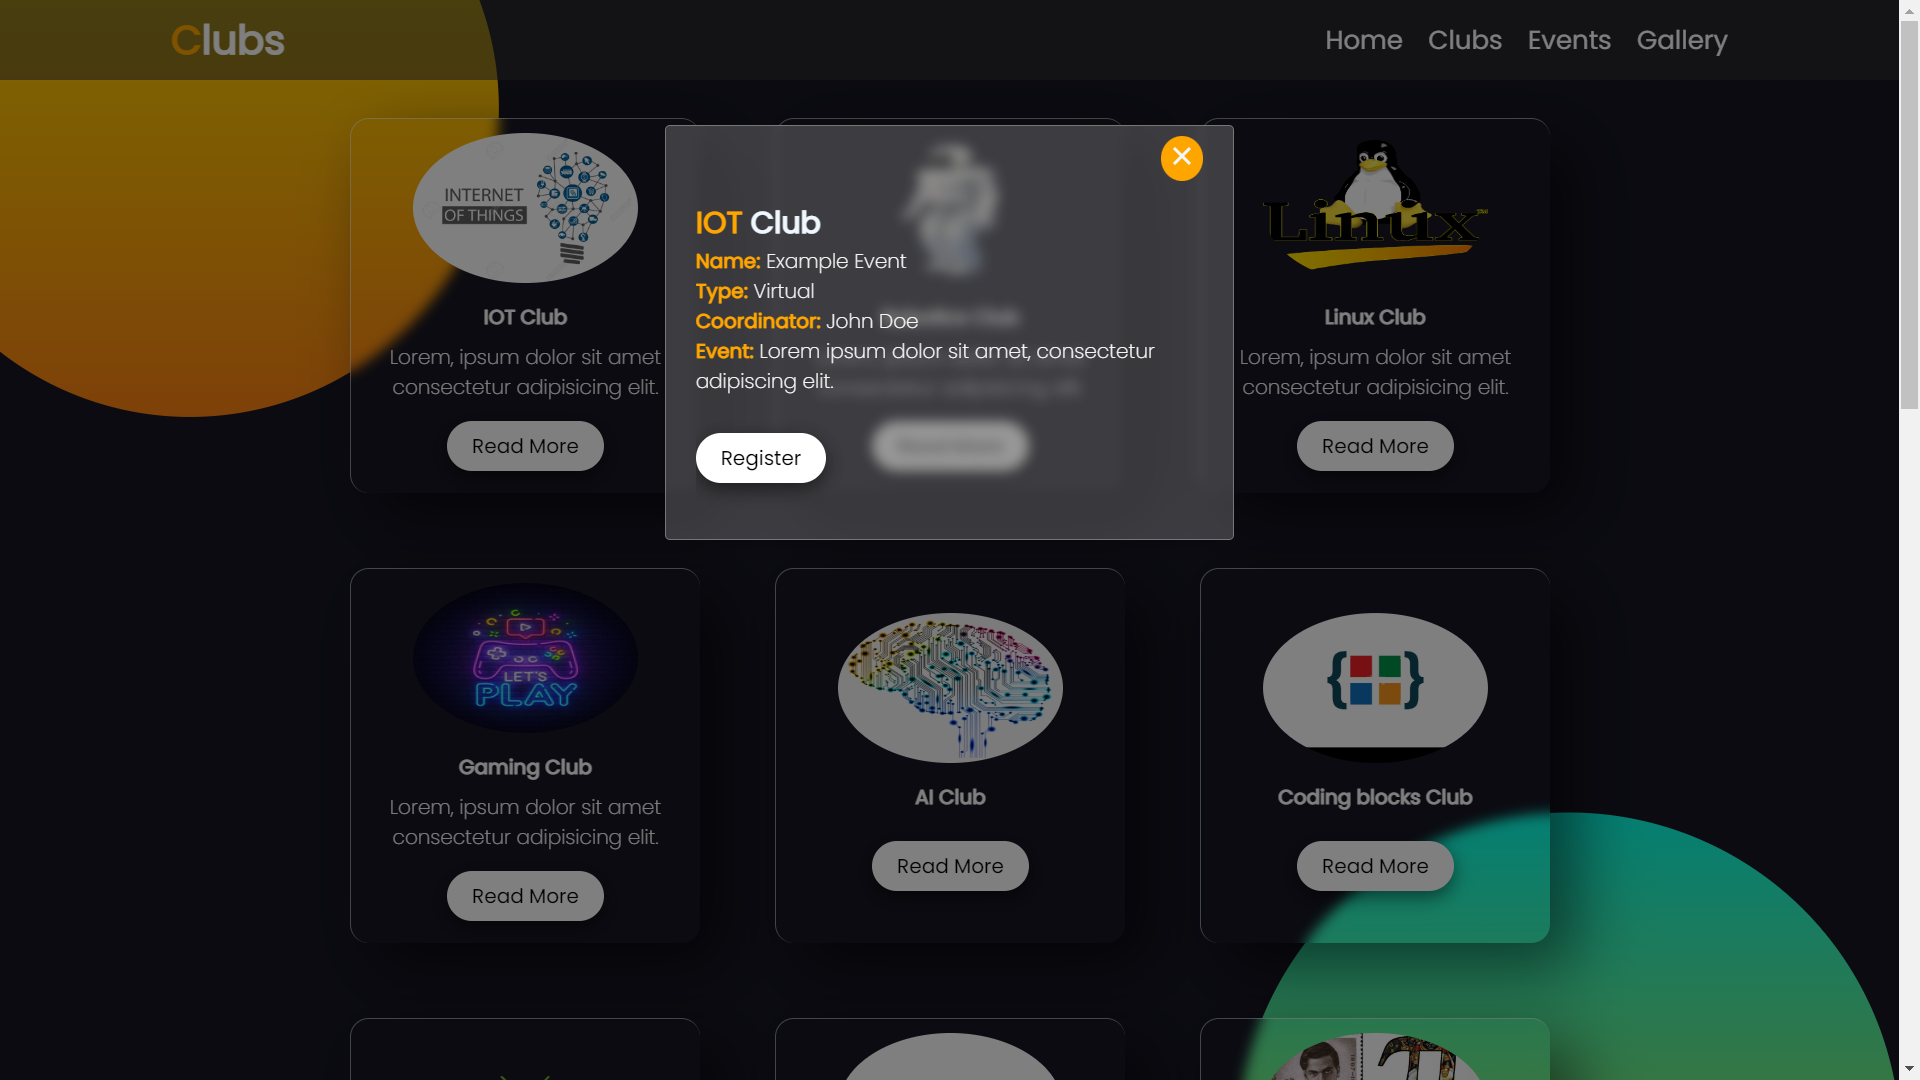 Clubs
Home Clubs Events Gallery
INTERNET
OF THINGS
IOT Club
Lorem, ipsum dolor sit amet
consectetur adipisicing elit.
Read More
IOT Club
Name: Example Event
Type: Virtual
Coordinator: John Doe
Event: Lorem ipsum dolor sit amet, consectetur
adipiscing elit.
Register
Linux™
Linux Club
Lorem, ipsum dolor sit amet
consectetur adipisicing elit.
Read More
LET'S
PLAY
Gaming Club
Lorem, ipsum dolor sit amet
consectetur adipisicing elit.
Read More
AI Club
Read More
Coding blocks Club
Read More